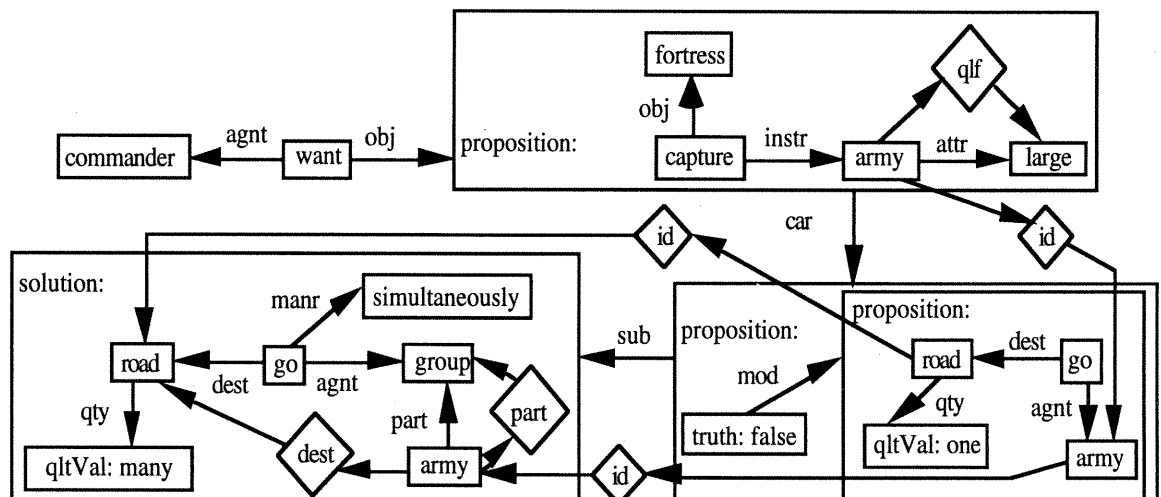 fortress
qlf
obj
commander
agnt
want
obj
proposition:
capture
instr
army
attr
large
id
car
id
solution:
manr
simultaneously
sub
proposition:
proposition:
road
dest
go
agnt
group
mod
road
dest
go
qty
part
part
truth: false
qty
agnt
qltVal: one
qltVal: many
dest
army
id
army